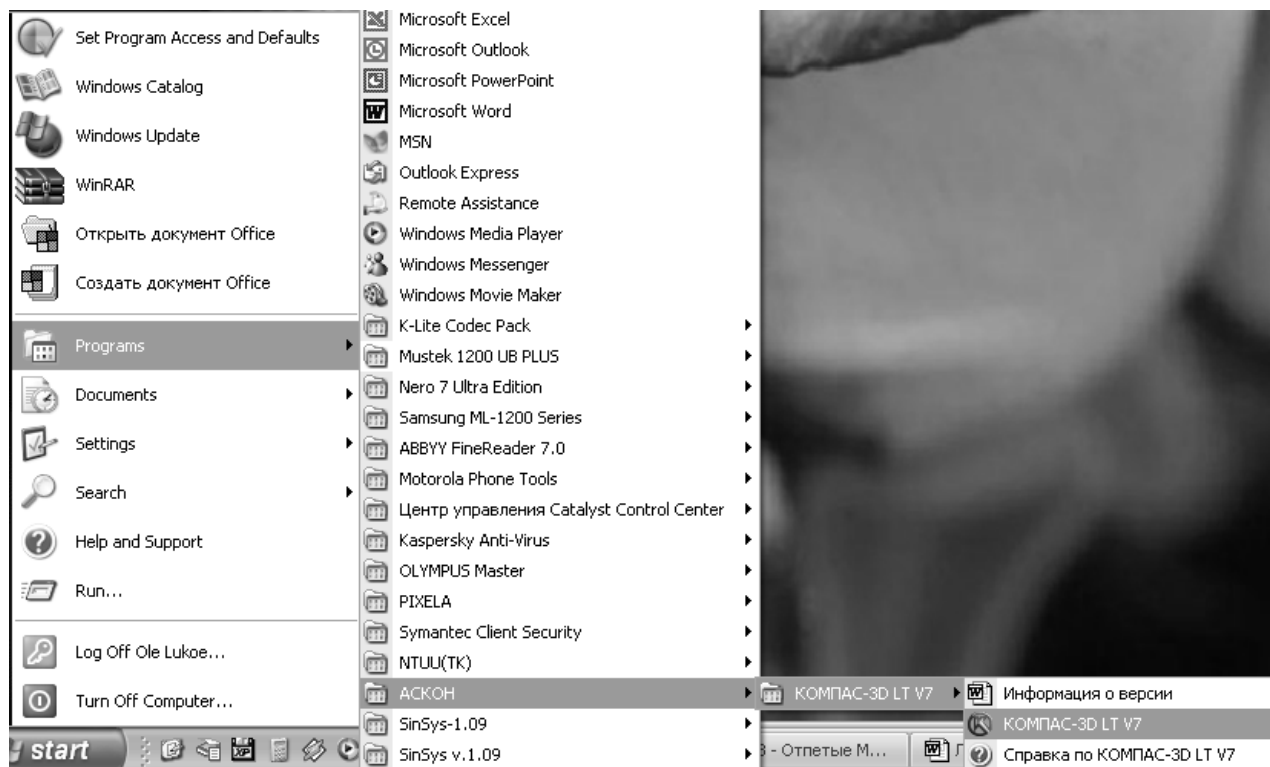 Set Program Access and Defaults
Windows Catalog
Windows Update
WinRAR
Открыть документ Office
Создать документ Office
Programs
Documents
Settings
Search
Help and Support
Run...
Log Off Ole Lukoe...
Turn Off Computer...
start
Microsoft Excel
Microsoft Outlook
Microsoft PowerPoint
Microsoft Word
MSN
Outlook Express
Remote Assistance
Windows Media Player
Windows Messenger
Windows Movie Maker
K-Lite Codec Pack
Mustek 1200 UB PLUS
Nero 7 Ultra Edition
Samsung ML-1200 Series
ABBYY FineReader 7.0
Motorola Phone Tools
Центр управления Catalyst Control Center
Kaspersky Anti-Virus
OLYMPUS Master
PIXELA
Symantec Client Security
NTUU(TK)
АСКОН
SinSys-1.09
SinSys v.1.09
КОМПАС-3D LT V7
Информация о версии
КОМПАС-3D LT V7
Справка по КОМПАС-3D LT V7
- Отпетые М...